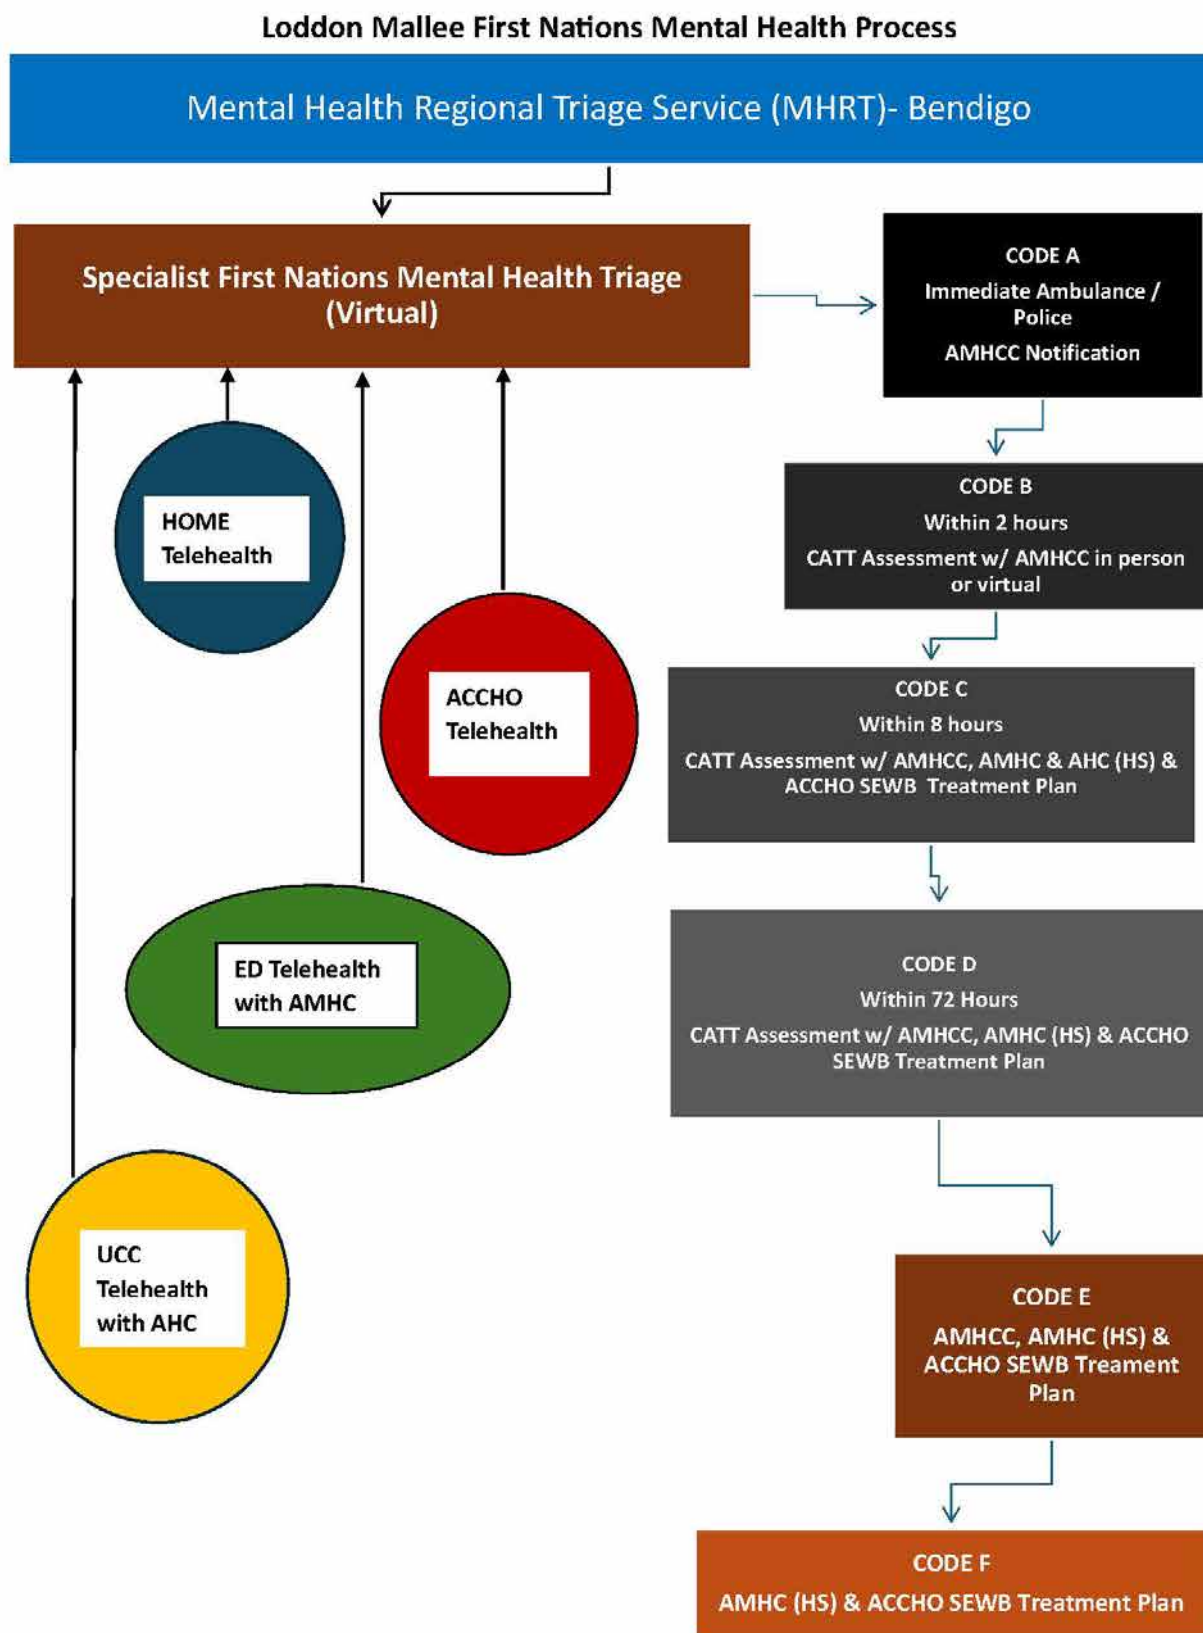 Loddon Mallee First Nations Mental Health Process
Mental Health Regional Triage Service (MHRT)- Bendigo
Specialist First Nations Mental Health Triage
(Virtual)
CODE A
Immediate Ambulance /
Police
AMHCC Notification
HOME
Telehealth
CODE B
Within 2 hours
CATT Assessment w/ AMHCC in person
or virtual
ACCHO
Telehealth
CODE C
Within 8 hours
CATT Assessment w/ AMHCC, AMHC & AHC (HS) &
ACCHO SEWB Treatment Plan
ED Telehealth
with AMHC
CODE D
Within 72 Hours
CATT Assessment w/ AMHCC, AMHC (HS) & ACCHO
SEWB Treatment Plan
UCC
Telehealth
with AHC
CODE E
AMHCC, AMHC (HS) &
ACCHO SEWB Treament
Plan
CODE F
AMHC (HS) & ACCHO SEWB Treatment Plan